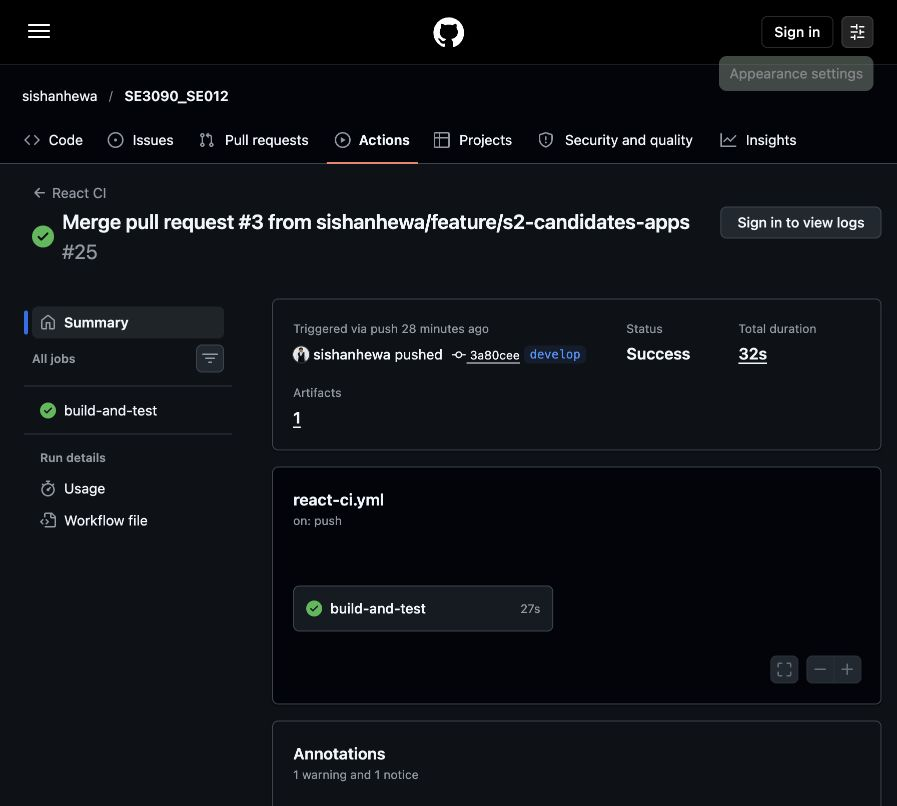 Sign in
Appearance settings
sishanhewa / SE3090_SE012
Code Issues Pull requests Actions Projects Security and quality Insights
← React CI
Merge pull request #3 from sishanhewa/feature/s2-candidates-apps
#25
Sign in to view logs
Summary
All jobs
build-and-test
Run details
Usage
Workflow file
Triggered via push 28 minutes ago
sishanhewa pushed 3a80cee develop
Status
Success
Total duration
32s
Artifacts
1
react-ci.yml
on: push
build-and-test 27s
Annotations
1 warning and 1 notice